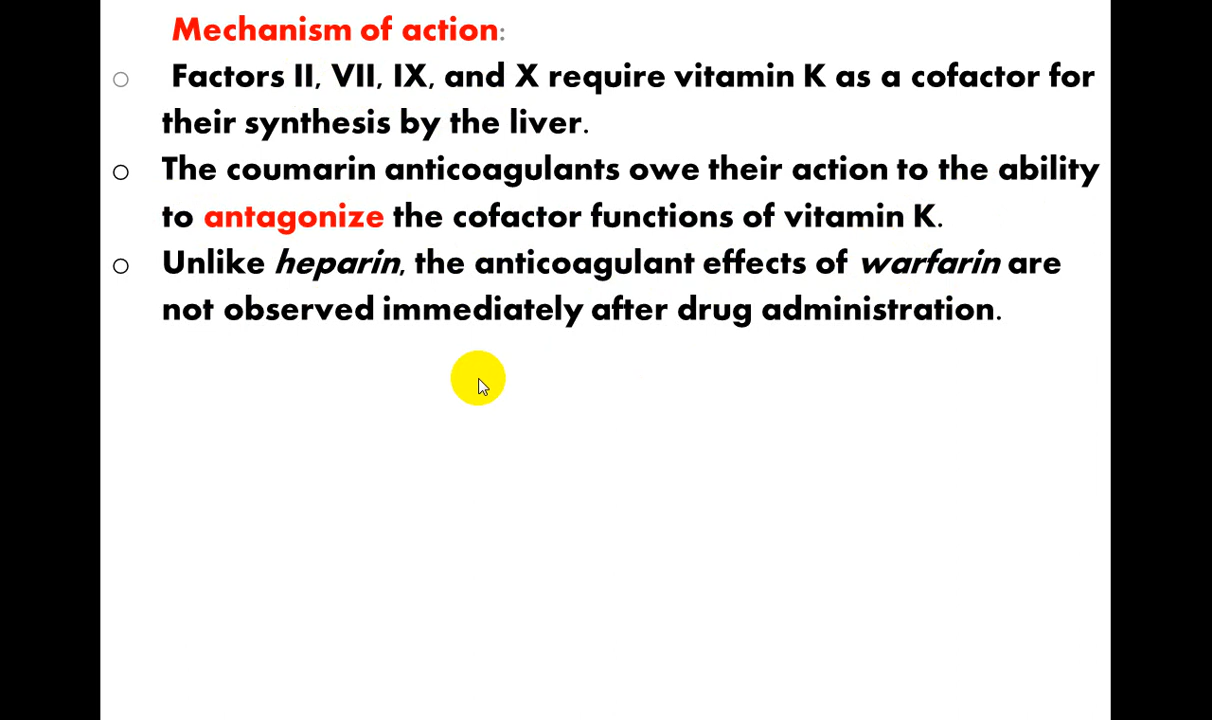 Mechanism of action:
Factors II, VII, IX, and X require vitamin K as a cofactor for
their synthesis by the liver.
The coumarin anticoagulants owe their action to the ability
to antagonize the cofactor functions of vitamin K.
Unlike heparin, the anticoagulant effects of warfarin are
not observed immediately after drug administration.